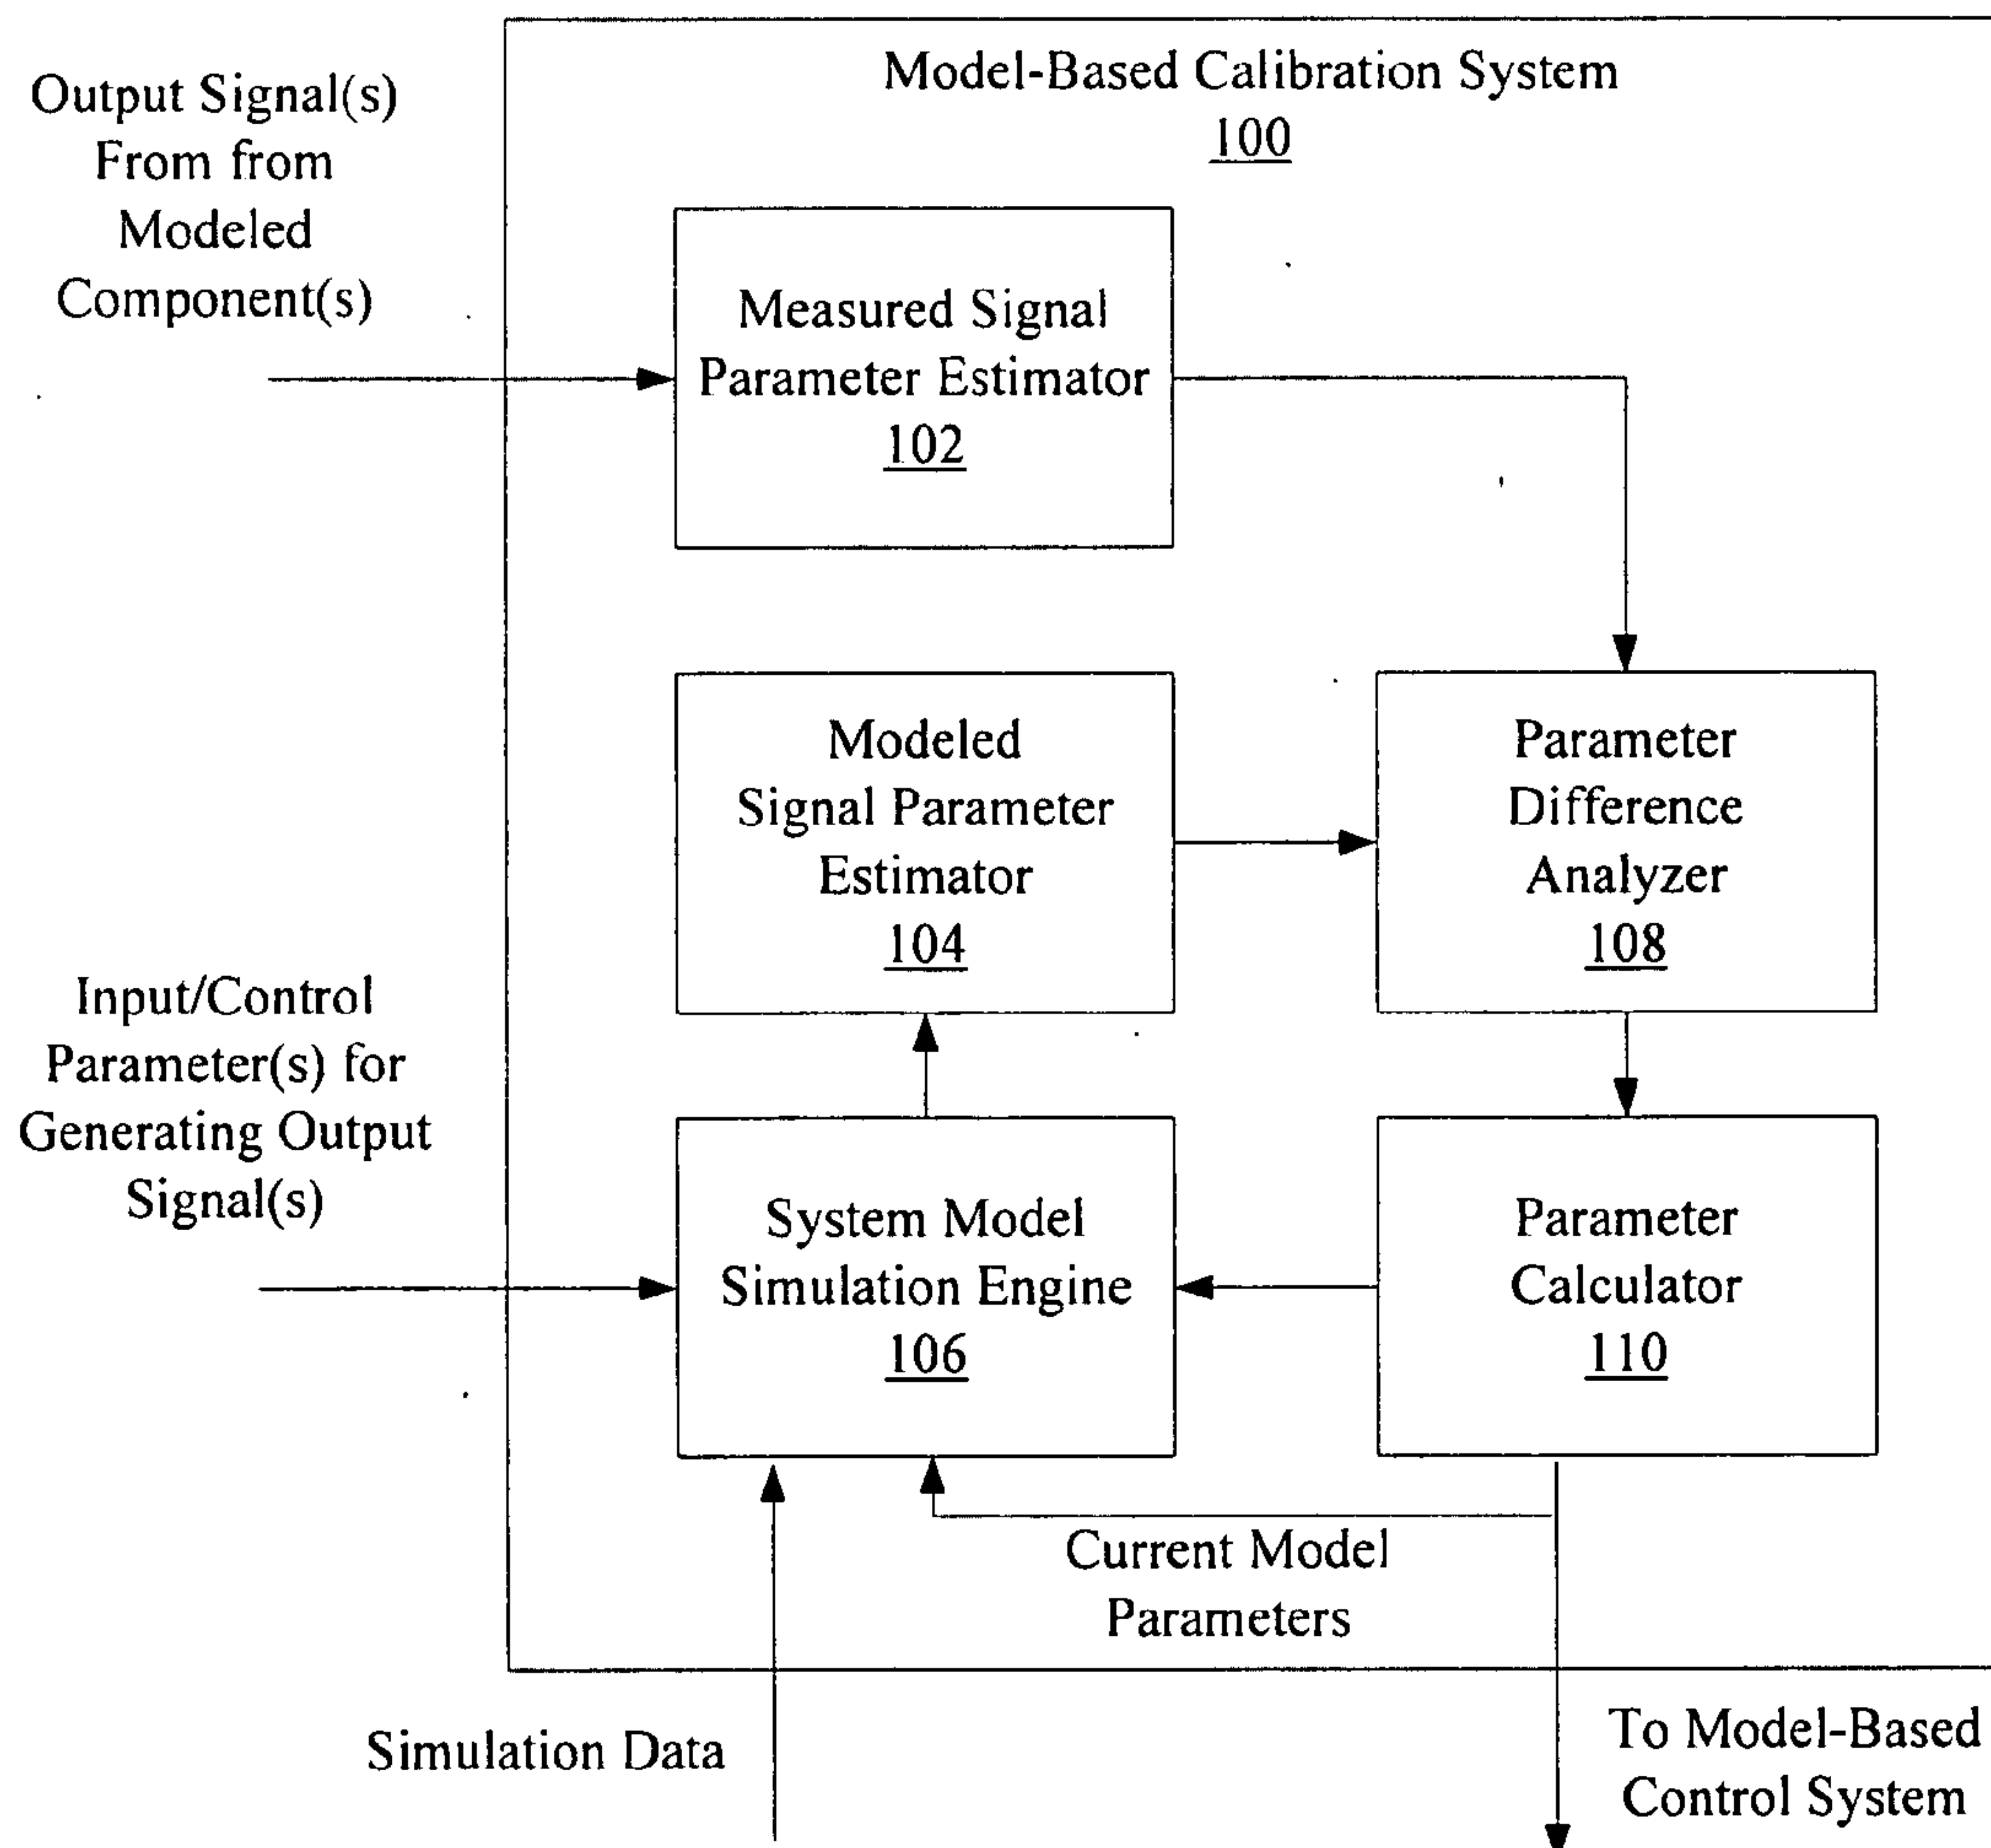 Model-Based Calibration System
100
Output Signal(s)
From from
Modeled
Component(s)
Measured Signal
Parameter Estimator
102
Modeled
Signal Parameter
Estimator
104
Parameter
Difference
Analyzer
108
Input/Control
Parameter(s) for
Generating Output
Signal(s)
System Model
Simulation Engine
106
Parameter
Calculator
110
Current Model
Parameters
Simulation Data
To Model-Based
Control System